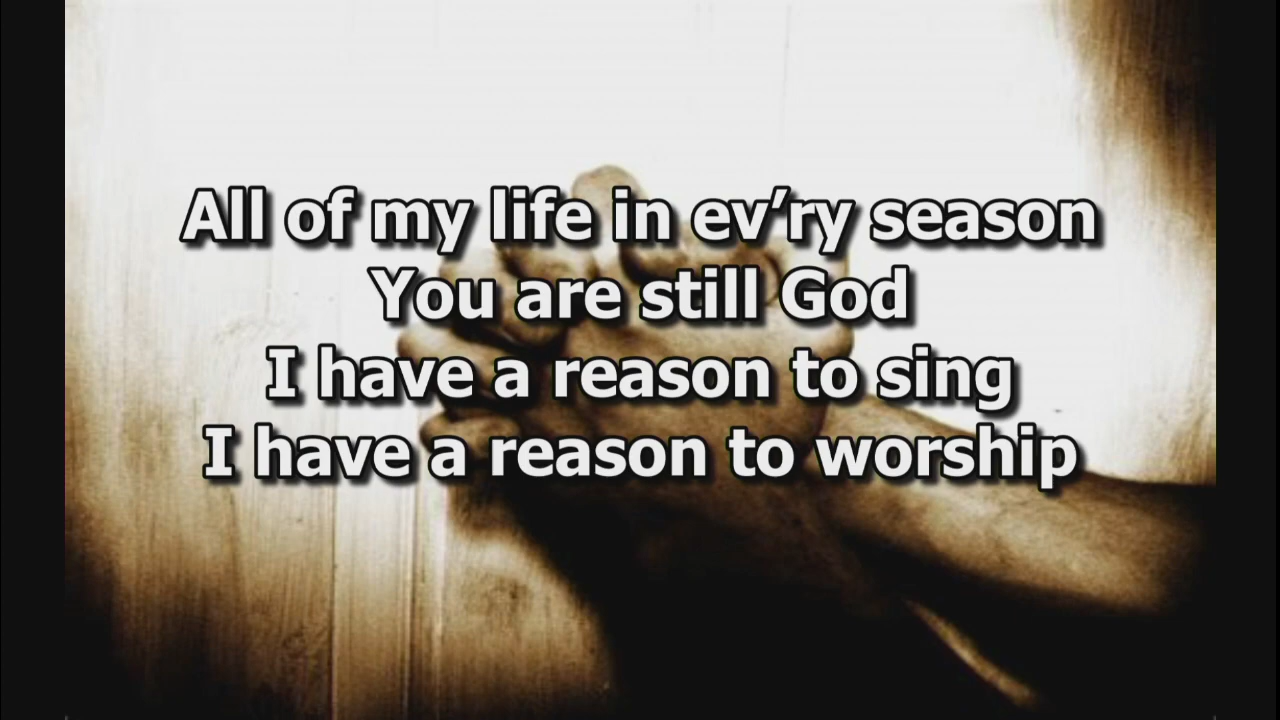 All of my life in ev’ry season
You are still God
I have a reason to sing
I have a reason to worship